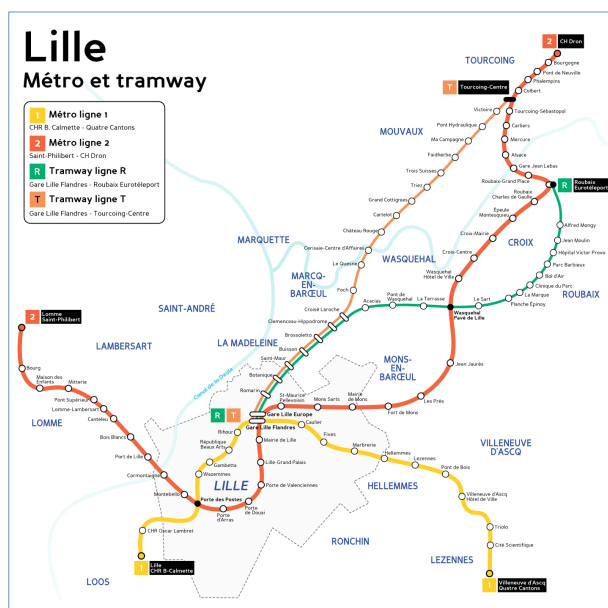 Lille
Métro et tramway
1 Métro ligne 1
CHR B. Calmette - Quatre Cantons
2 Métro ligne 2
Saint-Philibert - CH Dron
R Tramway ligne R
Gare Lille Flandres - Roubaix Eurotéléport
T Tramway ligne T
Gare Lille Flandres - Tourcoing-Centre
2 CH Dron
TOURCOING
Bourgogne
Pont de Neuville
Phalempins
Colbert
T Tourcoing-Centre
Victoire
Tourcoing-Sébastopol
Pont Hydraulique
Carliers
MOUVAUX
Ma Campagne
Mercure
Faidherbe
Alsace
Trois Suisses
Gare Jean Lebas
Triez
Roubaix Grand Place
R Roubaix
Eurotéléport
Grand Cottignies
Roubaix
Charles de Gaulle
Cartelot
Épeule
Montesquieu
Château Rouge
Alfred Mongy
MARQUETTE
Croix-Mairie
CROIX
Jean Moulin
Cerisaie-Centre d'Affaires
Croix-Centre
Hôpital Victor Provo
WASQUEHAL
Le Quesne
Parc Barbieux
MARCQ-
EN-
BARŒUL
Wasquehal
Hôtel de Ville
Bol d'Air
Clinique du Parc
Foch
La Marque
ROUBAIX
Croisé Laroché
Acacias
Pont de
Wasquehal
La Terrasse
Le Sart
Planche Épinoy
SAINT-ANDRÉ
Wasquehal
Pavé de Lille
Clemenceau-Hippodrome
2 Lomme
Saint-Philibert
Brossolette
LAMBERSART
LA MADELEINE
Buisson
Saint-Maur
MONS-
EN-
BARŒUL
Jean Jaurès
Bourg
Botanique
Canal de la Deûle
Maison des
Enfants
Mitterie
Romarin
Pont Supérieur
St-Maurice
Pellevoisin
Mons Sarts
Mairie
de Mons
Les Prés
Lomme-Lambersart
Fort de Mons
Canteleu
R T Gare Lille Europe
LOMME
Gare Lille Flandres
Caulier
Bois Blancs
Rihour
Mairie de Lille
Fives
République
Beaux Arts
Marbrerie
VILLENEUVE
D'ASCQ
Port de Lille
Hellemmes
Gambetta
Lille-Grand Palais
Lezennes
Cormontaigne
Wazemmes
Pont de Bois
LILLE
Porte de Valenciennes
HELLEMMES
Montebello
Porte des Postes
Villeneuve d'Ascq
Hôtel de Ville
Porte
d'Arras
Porte
de Douai
CHR Oscar Lambret
Triolo
RONCHIN
Cité Scientifique
LEZENNES
1 Lille
CHR B-Calmette
LOOS
1 Villeneuve d'Ascq
Quatre Cantons